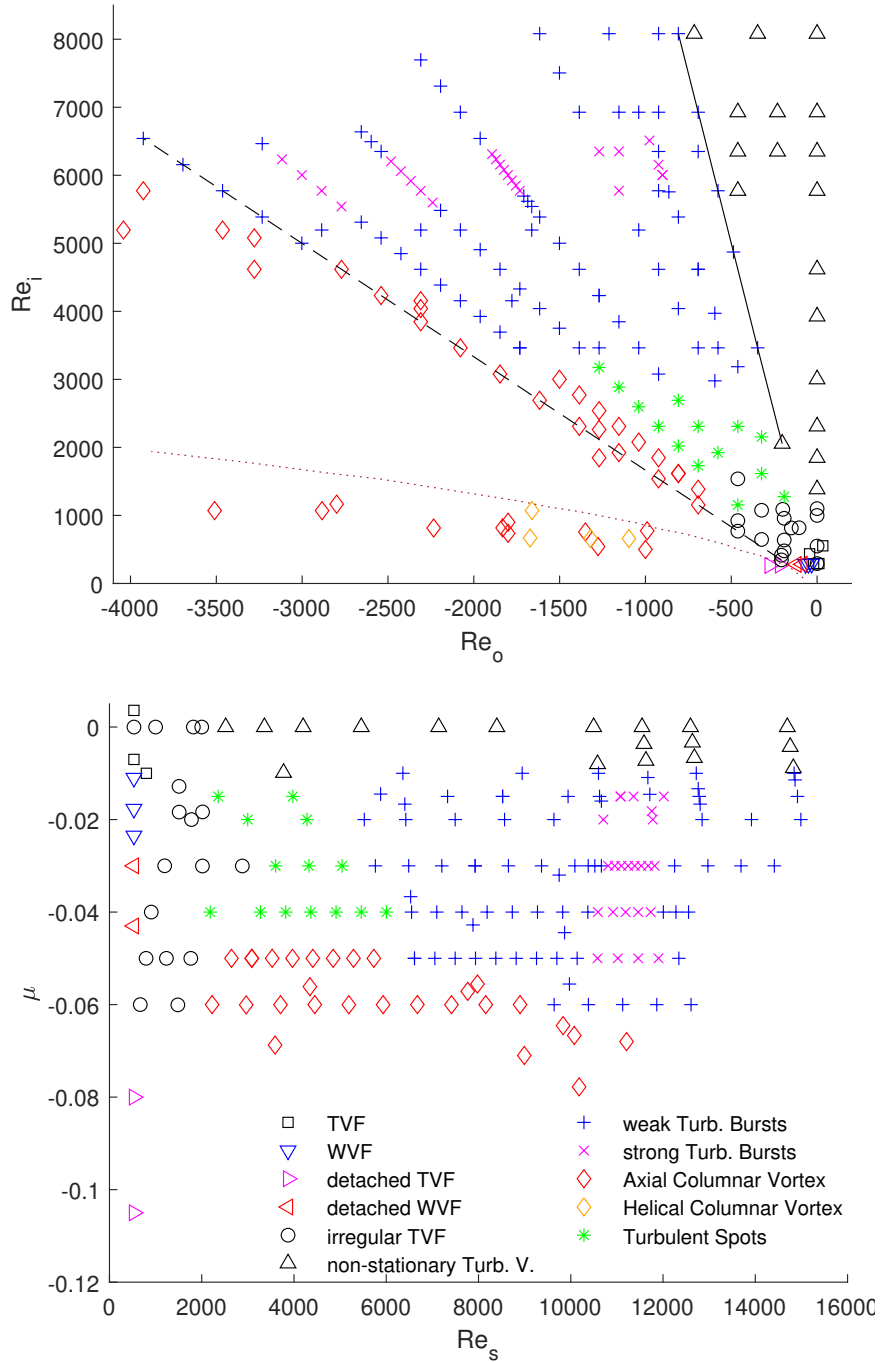 8000
7000
6000
5000
4000
3000
2000
1000
0
Re_i
-4000 -3500 -3000 -2500 -2000 -1500 -1000 -500 0
Re_o
0
-0.02
-0.04
-0.06
-0.08
-0.1
-0.12
μ
TVF
WVF
detached TVF
detached WVF
irregular TVF
non-stationary Turb. V.
weak Turb. Bursts
strong Turb. Bursts
Axial Columnar Vortex
Helical Columnar Vortex
Turbulent Spots
0 2000 4000 6000 8000 10000 12000 14000 16000
Re_s